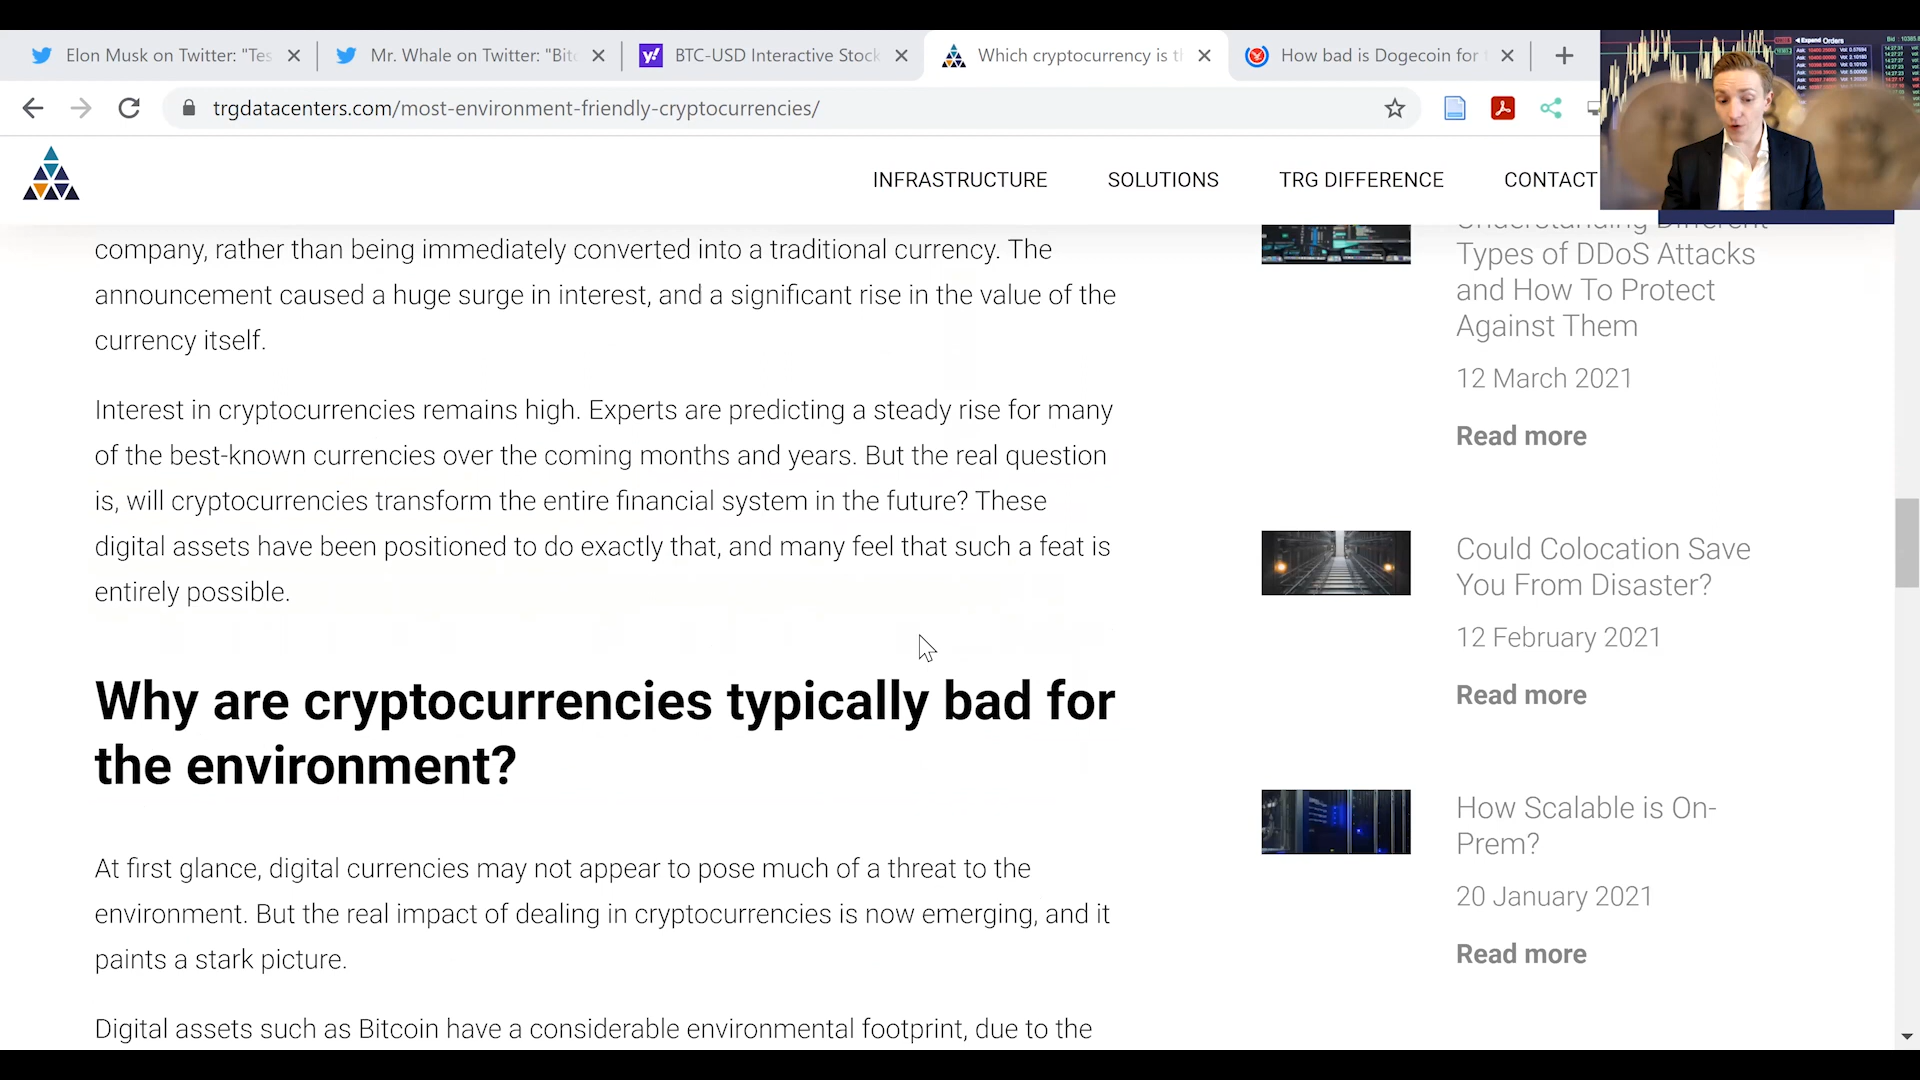 Elon Musk on Twitter: "Tes
Mr. Whale on Twitter: "Bit
BTC-USD Interactive Stock
Which cryptocurrency is t
How bad is Dogecoin for
trgdatacenters.com/most-environment-friendly-cryptocurrencies/
INFRASTRUCTURE
SOLUTIONS
TRG DIFFERENCE
CONTACT
company, rather than being immediately converted into a traditional currency. The
announcement caused a huge surge in interest, and a significant rise in the value of the
currency itself.
Interest in cryptocurrencies remains high. Experts are predicting a steady rise for many
of the best-known currencies over the coming months and years. But the real question
is, will cryptocurrencies transform the entire financial system in the future? These
digital assets have been positioned to do exactly that, and many feel that such a feat is
entirely possible.
Why are cryptocurrencies typically bad for
the environment?
At first glance, digital currencies may not appear to pose much of a threat to the
environment. But the real impact of dealing in cryptocurrencies is now emerging, and it
paints a stark picture.
Digital assets such as Bitcoin have a considerable environmental footprint, due to the
Understanding Different
Types of DDoS Attacks
and How To Protect
Against Them
12 March 2021
Read more
Could Colocation Save
You From Disaster?
12 February 2021
Read more
How Scalable is On-
Prem?
20 January 2021
Read more
Expand Orders